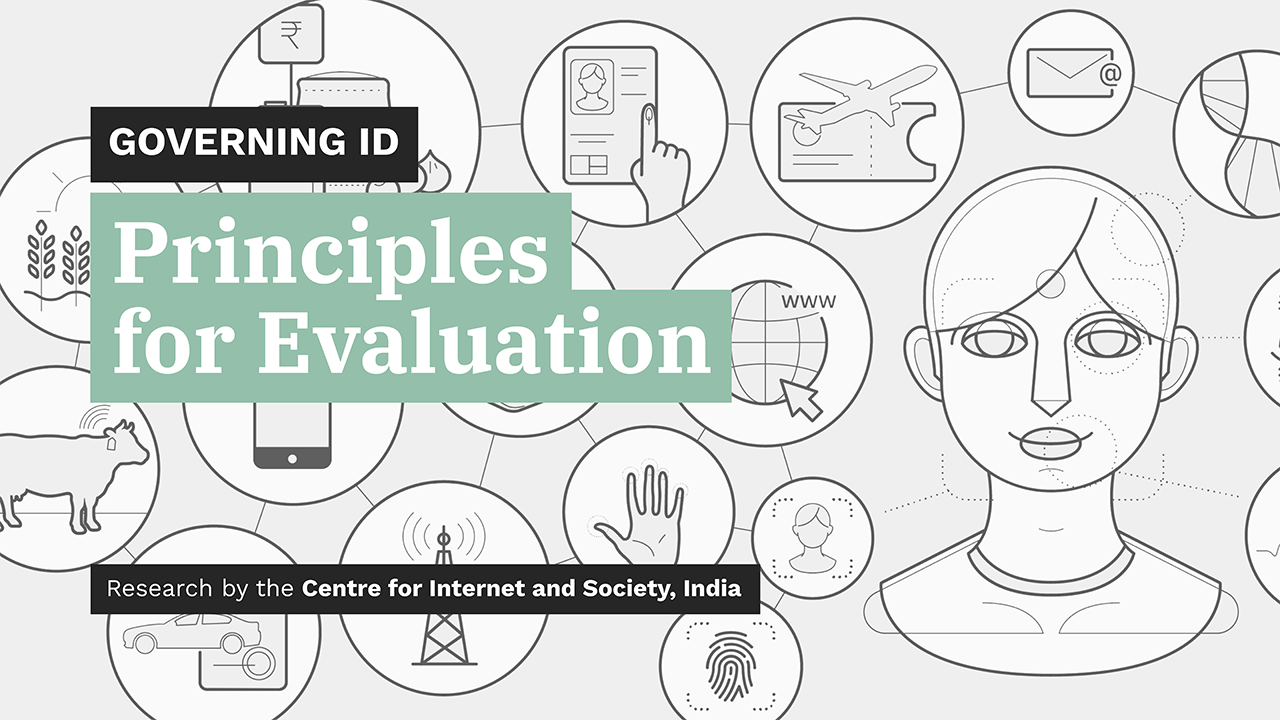 ₹
GOVERNING ID
@
Principles
for Evaluation
www
Research by the Centre for Internet and Society, India